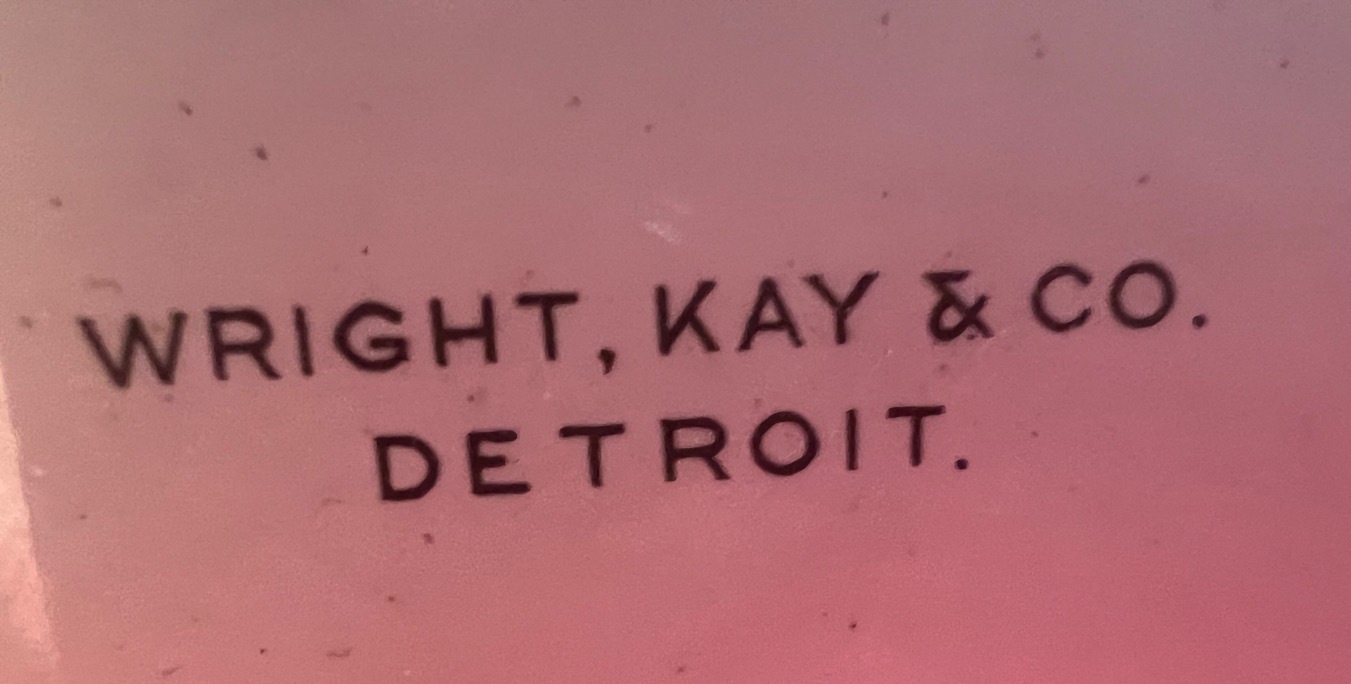 WRIGHT, KAY & CO.
DETROIT.